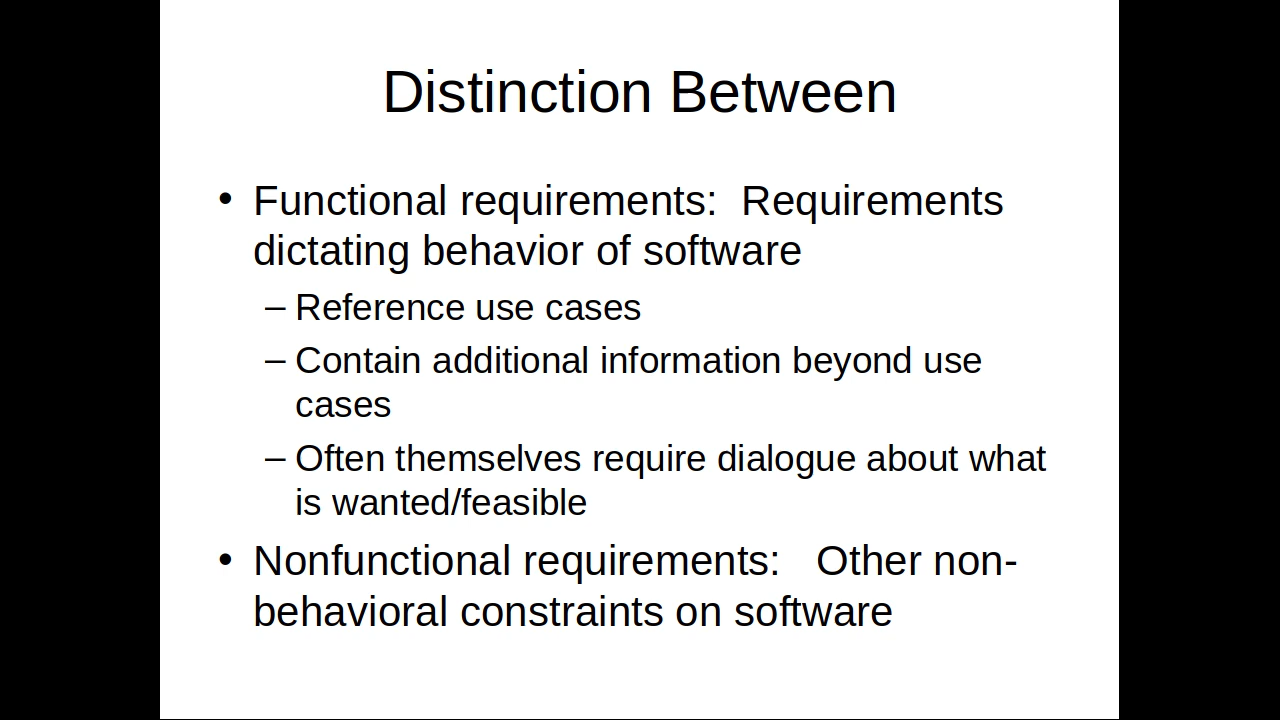 Distinction Between
• Functional requirements:  Requirements
dictating behavior of software
– Reference use cases
– Contain additional information beyond use
cases
– Often themselves require dialogue about what
is wanted/feasible
• Nonfunctional requirements:   Other non-
behavioral constraints on software